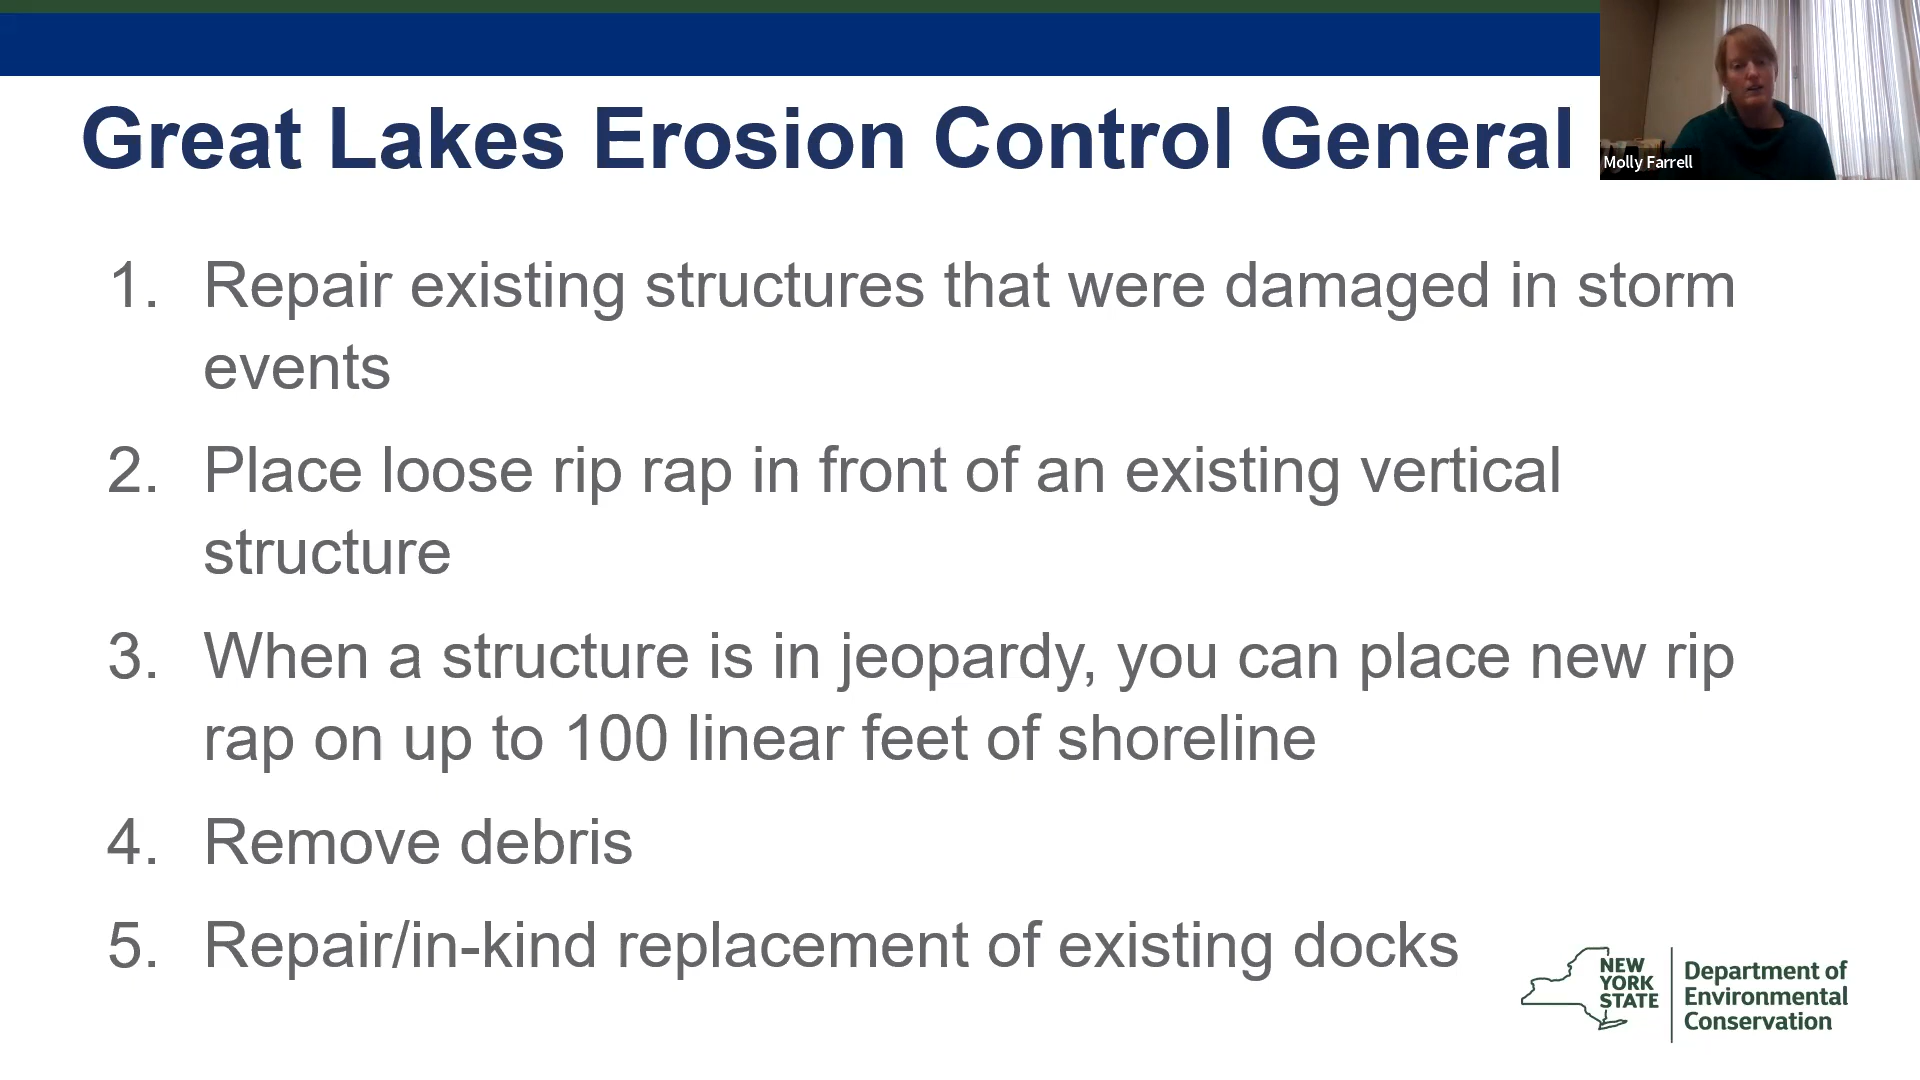 Great Lakes Erosion Control General
Molly Farrell
1. Repair existing structures that were damaged in storm
events
2. Place loose rip rap in front of an existing vertical
structure
3. When a structure is in jeopardy, you can place new rip
rap on up to 100 linear feet of shoreline
4. Remove debris
5. Repair/in-kind replacement of existing docks
NEW
YORK
STATE
Department of
Environmental
Conservation